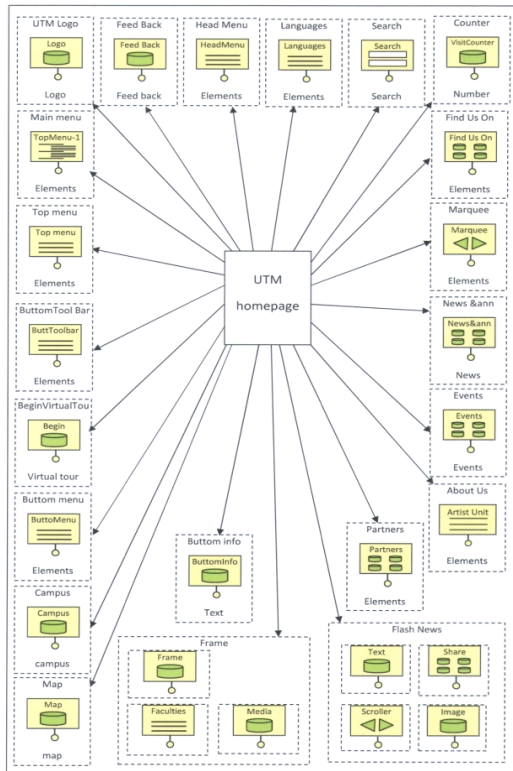 UTM Logo
Logo
Logo
Feed Back
Feed Back
Feed back
Head Menu
HeadMenu
Elements
Languages
Languages
Elements
Search
Search
Search
Counter
VisitCounter
Number
Main menu
TopMenu-1
Elements
Find Us On
Find Us On
Elements
Top menu
Top menu
Elements
Marquee
Marquee
Elements
UTM
homepage
ButtomTool Bar
ButtToolbar
Elements
News &ann
News&ann
News
BeginVirtualTou
Begin
Virtual tour
Events
Events
Events
Buttom menu
ButtoMenu
Elements
About Us
Artist Unit
Elements
Buttom info
ButtomInfo
Text
Partners
Partners
Elements
Campus
Campus
campus
Map
Map
map
Frame
Frame
Faculties
Media
Flash News
Text
Share
Scroller
Image